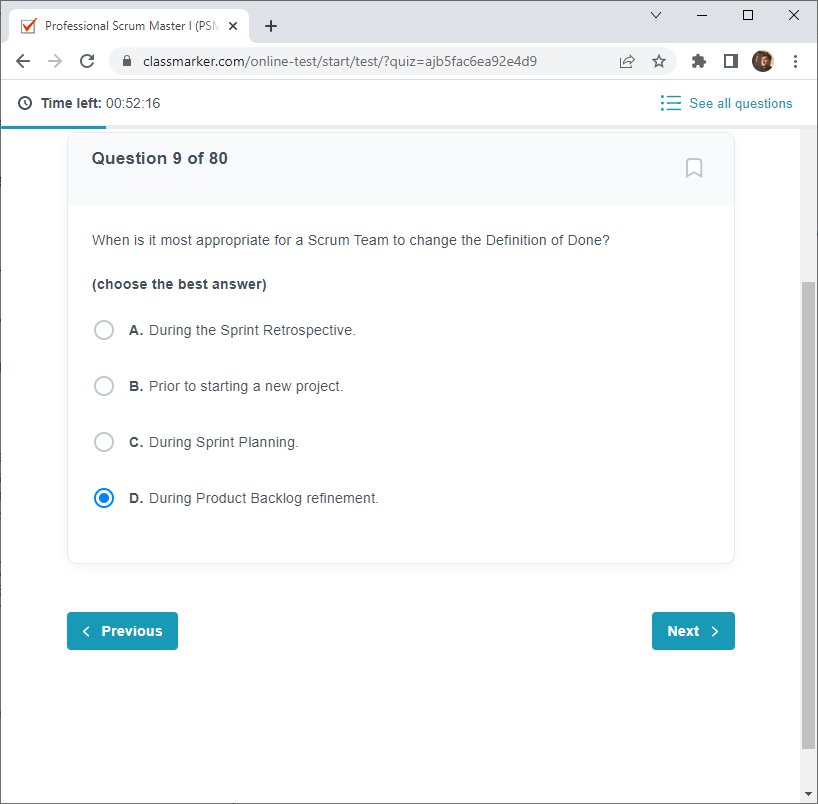 Professional Scrum Master I (PSM
classmarker.com/online-test/start/test/?quiz=ajb5fac6ea92e4d9
Time left: 00:52:16
See all questions
Question 9 of 80
When is it most appropriate for a Scrum Team to change the Definition of Done?
(choose the best answer)
A. During the Sprint Retrospective.
B. Prior to starting a new project.
C. During Sprint Planning.
D. During Product Backlog refinement.
Previous
Next